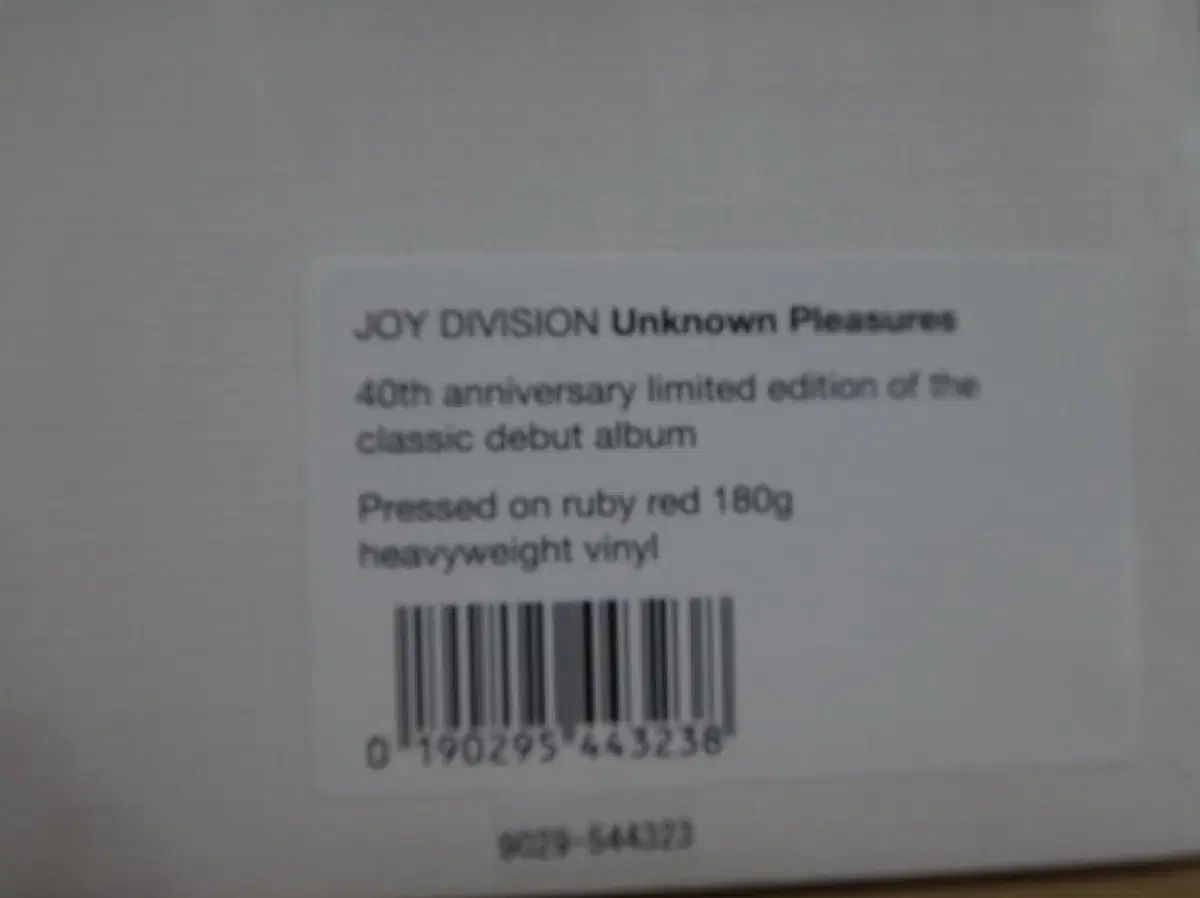 JOY DIVISION Unknown Pleasures
40th anniversary limited edition of the
classic debut album
Pressed on ruby red 180g
heavyweight vinyl
0 190295 443238
9029-544323